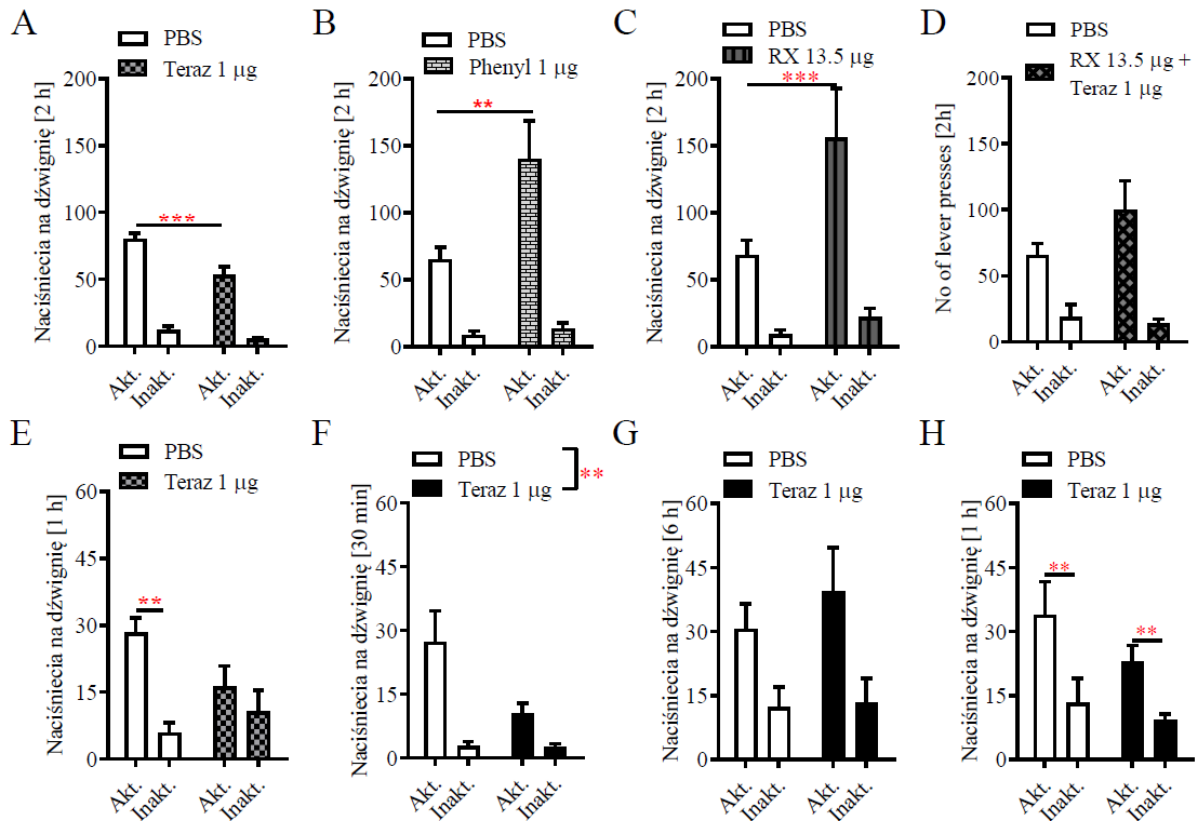 A
PBS
Teraz 1 µg
Naciśniecia na dźwignię [2 h]
200
150
100
50
0
***
Akt.
Inakt.
Akt.
Inakt.
B
PBS
Phenyl 1 µg
Naciśniecia na dźwignię [2 h]
200
150
100
50
0
**
Akt.
Inakt.
Akt.
Inakt.
C
PBS
RX 13.5 µg
Naciśniecia na dźwignię [2 h]
200
150
100
50
0
***
Akt.
Inakt.
Akt.
Inakt.
D
PBS
RX 13.5 µg +
Teraz 1 µg
No of lever presses [2h]
200
150
100
50
0
Akt.
Inakt.
Akt.
Inakt.
E
PBS
Teraz 1 µg
Naciśniecia na dźwignię [1 h]
60
45
30
15
0
**
Akt.
Inakt.
Akt.
Inakt.
F
PBS
Teraz 1 µg
**
Naciśniecia na dźwignię [30 min]
60
45
30
15
0
Akt.
Inakt.
Akt.
Inakt.
G
PBS
Teraz 1 µg
Naciśniecia na dźwignię [6 h]
60
45
30
15
0
Akt.
Inakt.
Akt.
Inakt.
H
PBS
Teraz 1 µg
Naciśniecia na dźwignię [1 h]
60
45
30
15
0
**
**
Akt.
Inakt.
Akt.
Inakt.